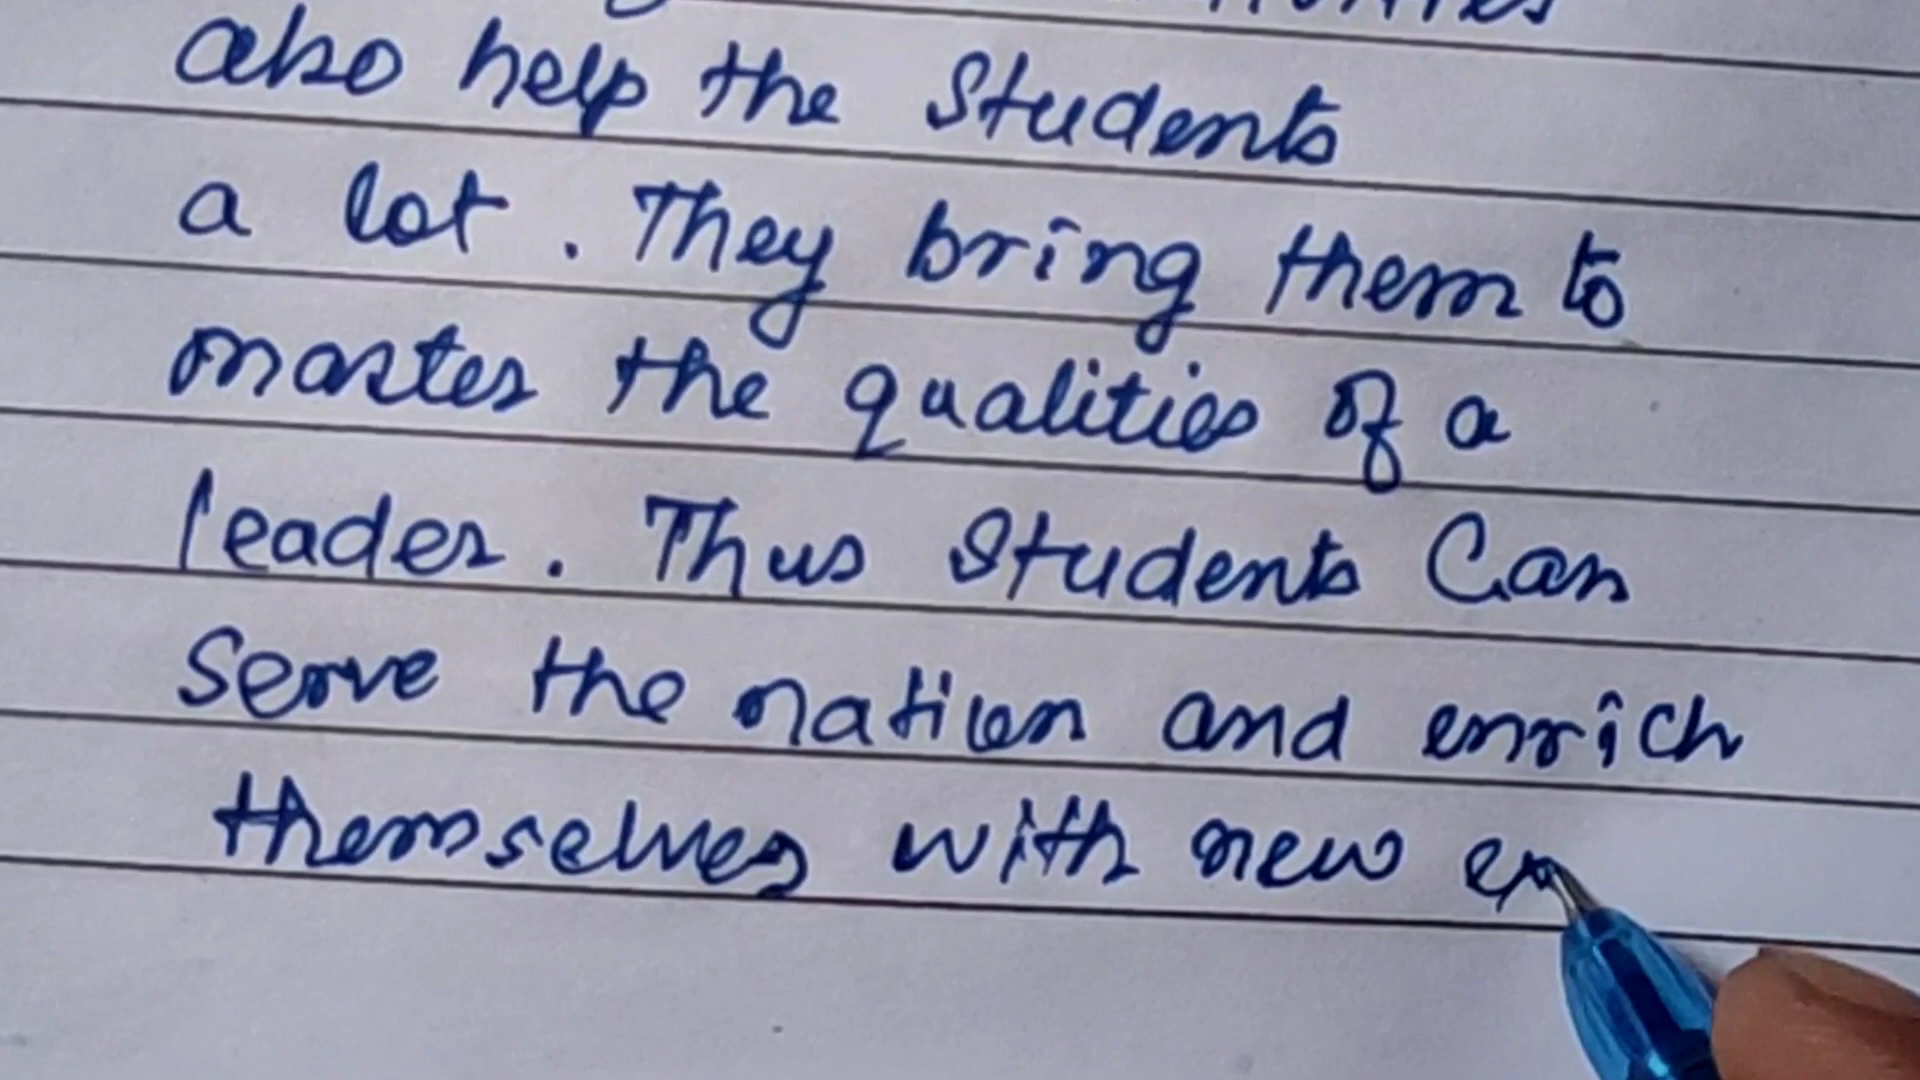 also help the Students
a lot. They bring them to
master the qualities of a
leader. Thus Students Can
Serve the nation and enrich
themselves with new ex